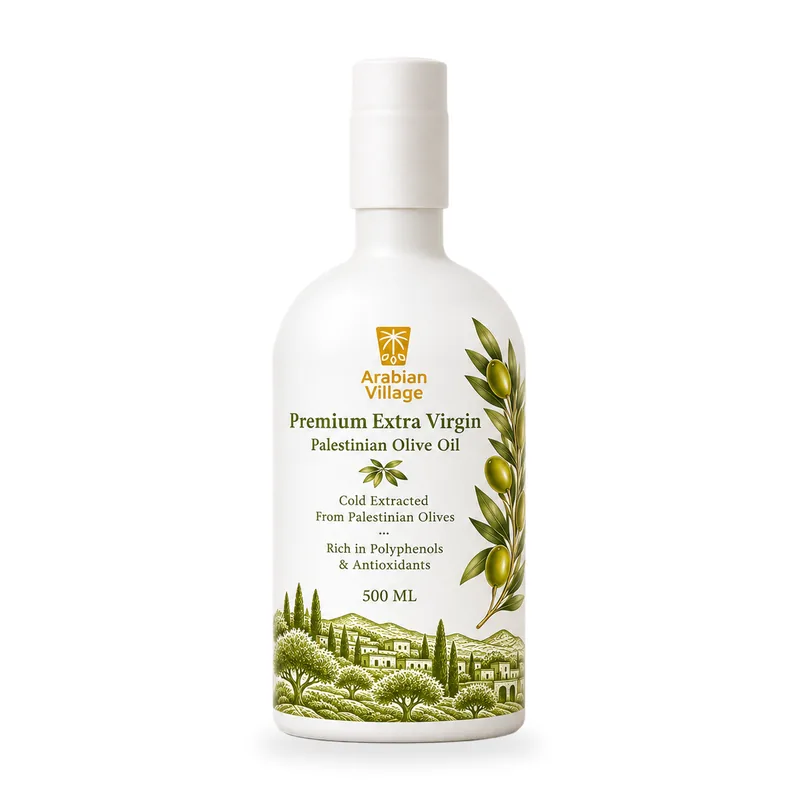 Arabian
Village
Premium Extra Virgin
Palestinian Olive Oil
Cold Extracted
From Palestinian Olives
...
Rich in Polyphenols
& Antioxidants
500 ML